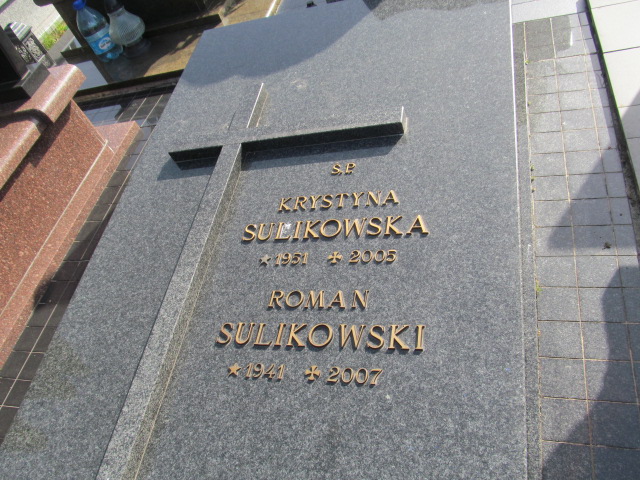 Ś.P.
KRYSTYNA
SULIKOWSKA
★ 1951 ✠ 2005
ROMAN
SULIKOWSKI
★ 1941 ✠ 2007